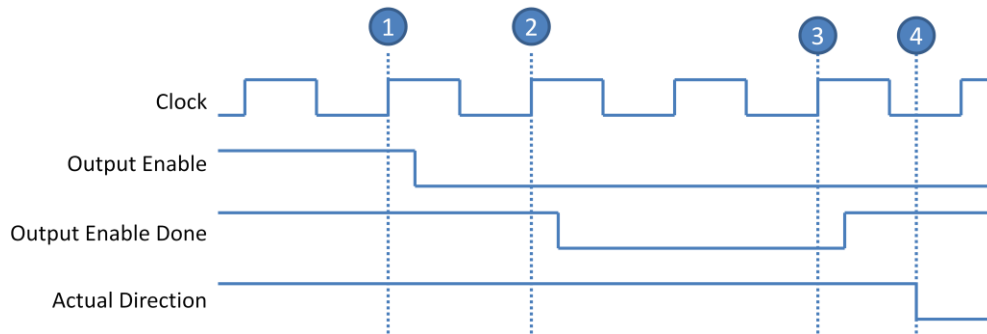 1 2 3 4
Clock
Output Enable
Output Enable Done
Actual Direction